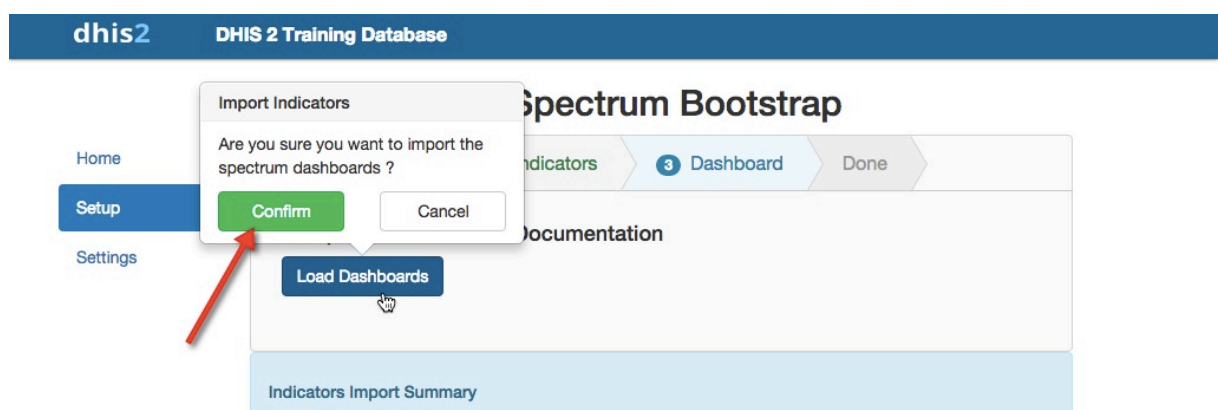 dhis2 DHIS 2 Training Database
Spectrum Bootstrap
Import Indicators
Are you sure you want to import the
spectrum dashboards ?
Confirm Cancel
Home
Setup
Settings
Indicators 3 Dashboard Done
Documentation
Load Dashboards
Indicators Import Summary